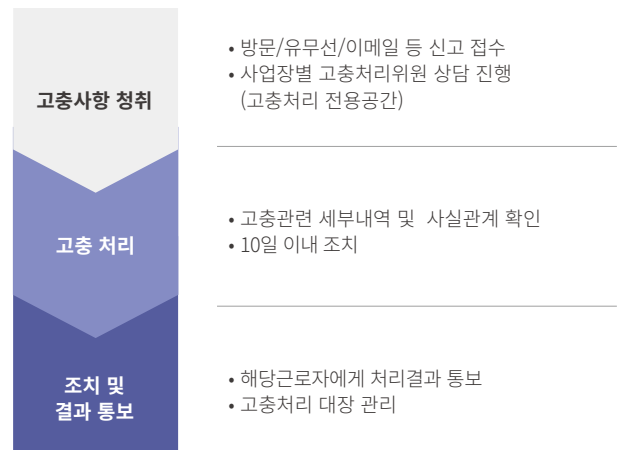 고충사항 청취
• 방문/유무선/이메일 등 신고 접수
• 사업장별 고충처리위원 상담 진행
(고충처리 전용공간)
고충 처리
• 고충관련 세부내역 및 사실관계 확인
• 10일 이내 조치
조치 및
결과 통보
• 해당근로자에게 처리결과 통보
• 고충처리 대장 관리